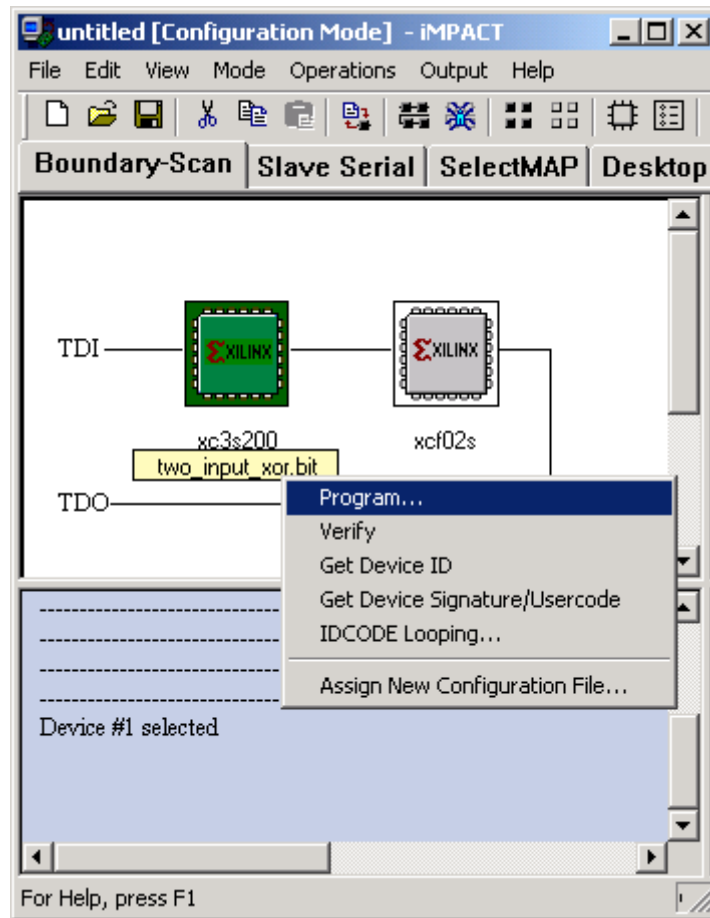 untitled [Configuration Mode] - iMPACT
File Edit View Mode Operations Output Help
Boundary-Scan Slave Serial SelectMAP Desktop
TDI
ΣXILINX ΣXILINX
xc3s200 xcf02s
two_input_xor.bit
TDO
Program...
Verify
Get Device ID
Get Device Signature/Usercode
IDCODE Looping...
Assign New Configuration File...
--------------------------------
--------------------------------
--------------------------------
--------------------------------
Device #1 selected
For Help, press F1